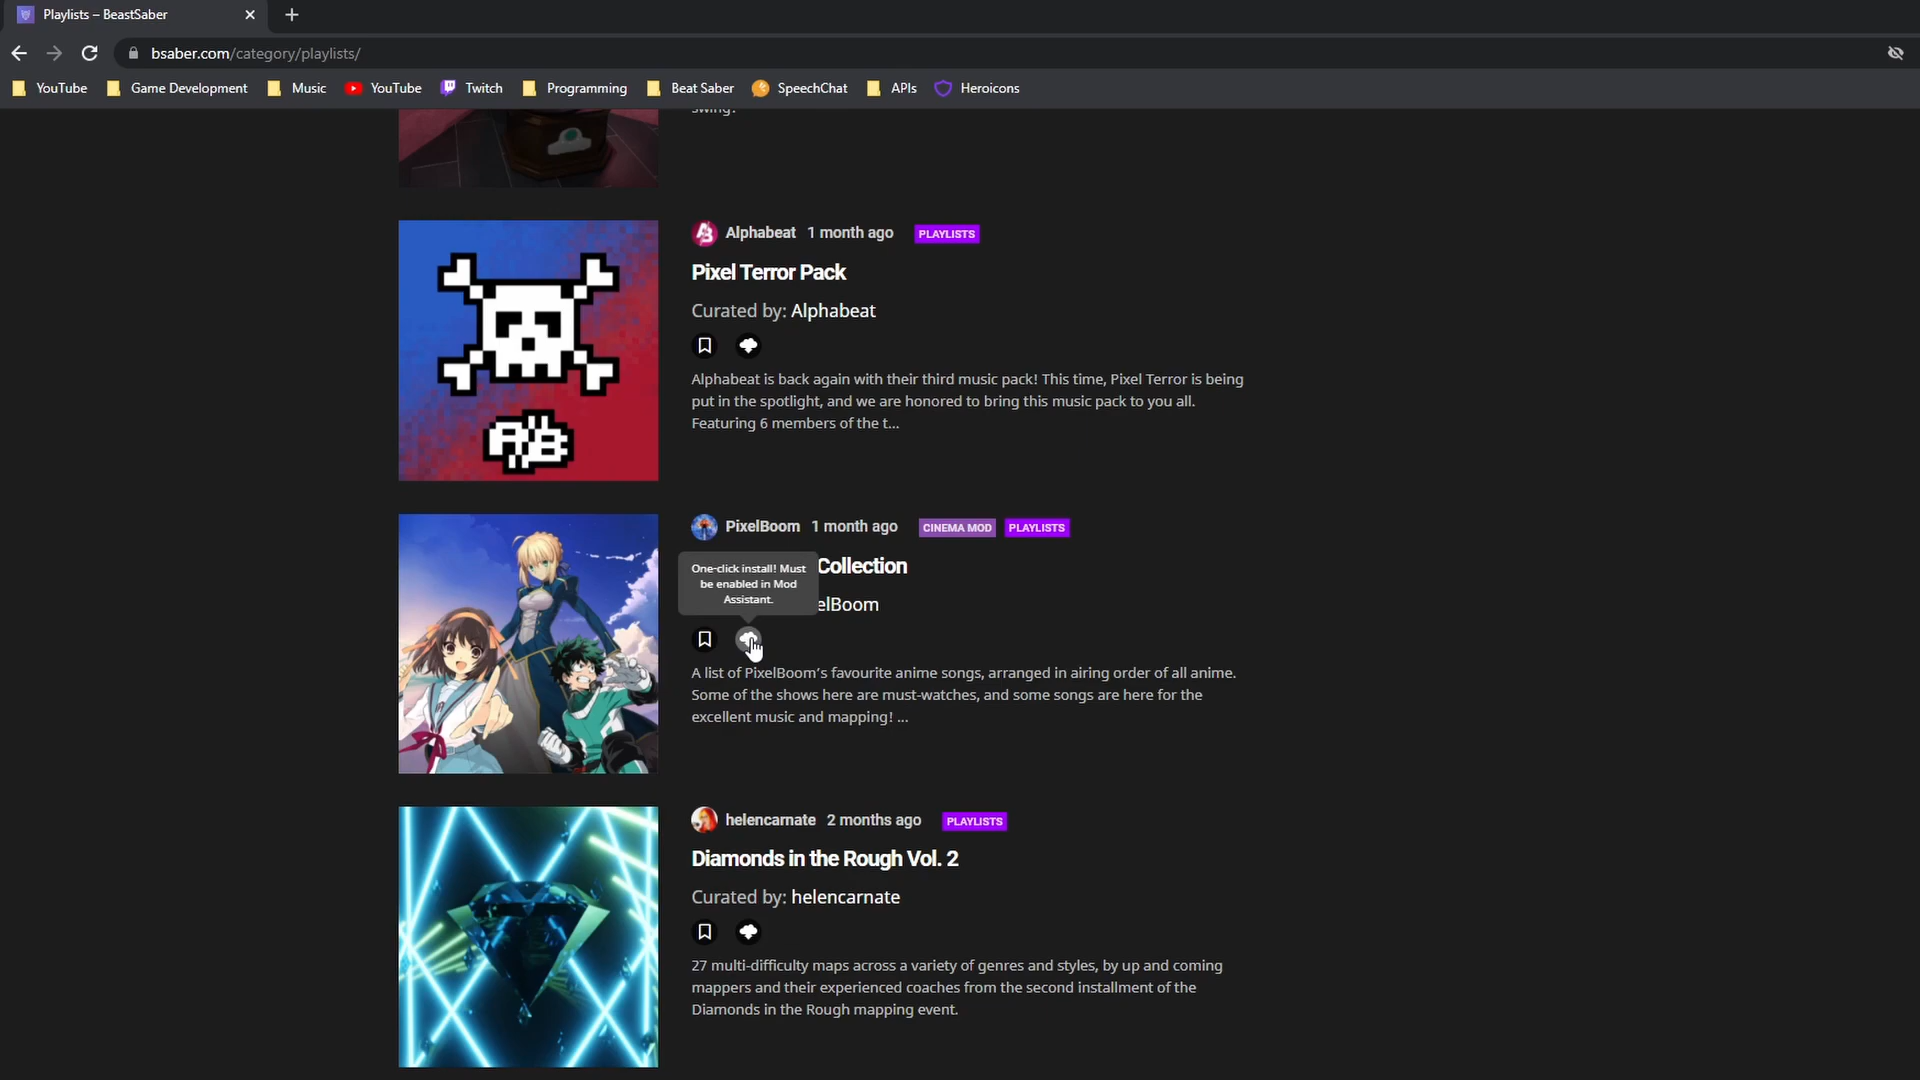 Playlists – BeastSaber
bsaber.com/category/playlists/
YouTube Game Development Music YouTube Twitch Programming Beat Saber SpeechChat APIs Heroicons
swing!
Alphabeat 1 month ago PLAYLISTS
Pixel Terror Pack
Curated by: Alphabeat
Alphabeat is back again with their third music pack! This time, Pixel Terror is being
put in the spotlight, and we are honored to bring this music pack to you all.
Featuring 6 members of the t...
AB
PixelBoom 1 month ago CINEMA MOD PLAYLISTS
Collection
One-click install! Must
be enabled in Mod
Assistant.
elBoom
A list of PixelBoom’s favourite anime songs, arranged in airing order of all anime.
Some of the shows here are must-watches, and some songs are here for the
excellent music and mapping! ...
helencarnate 2 months ago PLAYLISTS
Diamonds in the Rough Vol. 2
Curated by: helencarnate
27 multi-difficulty maps across a variety of genres and styles, by up and coming
mappers and their experienced coaches from the second installment of the
Diamonds in the Rough mapping event.